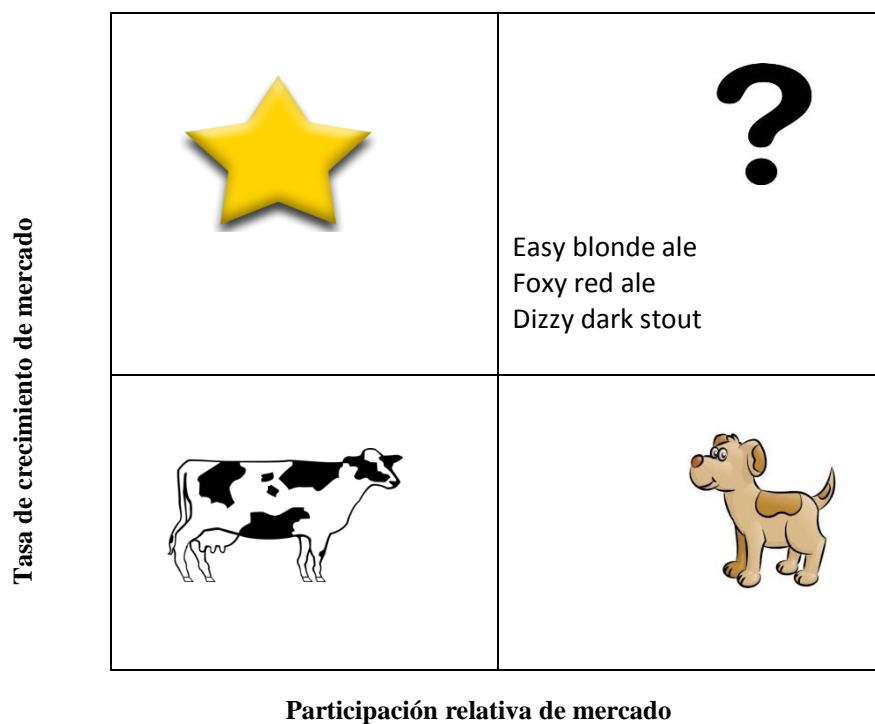 ?
Easy blonde ale
Foxy red ale
Dizzy dark stout
Tasa de crecimiento de mercado
Participación relativa de mercado